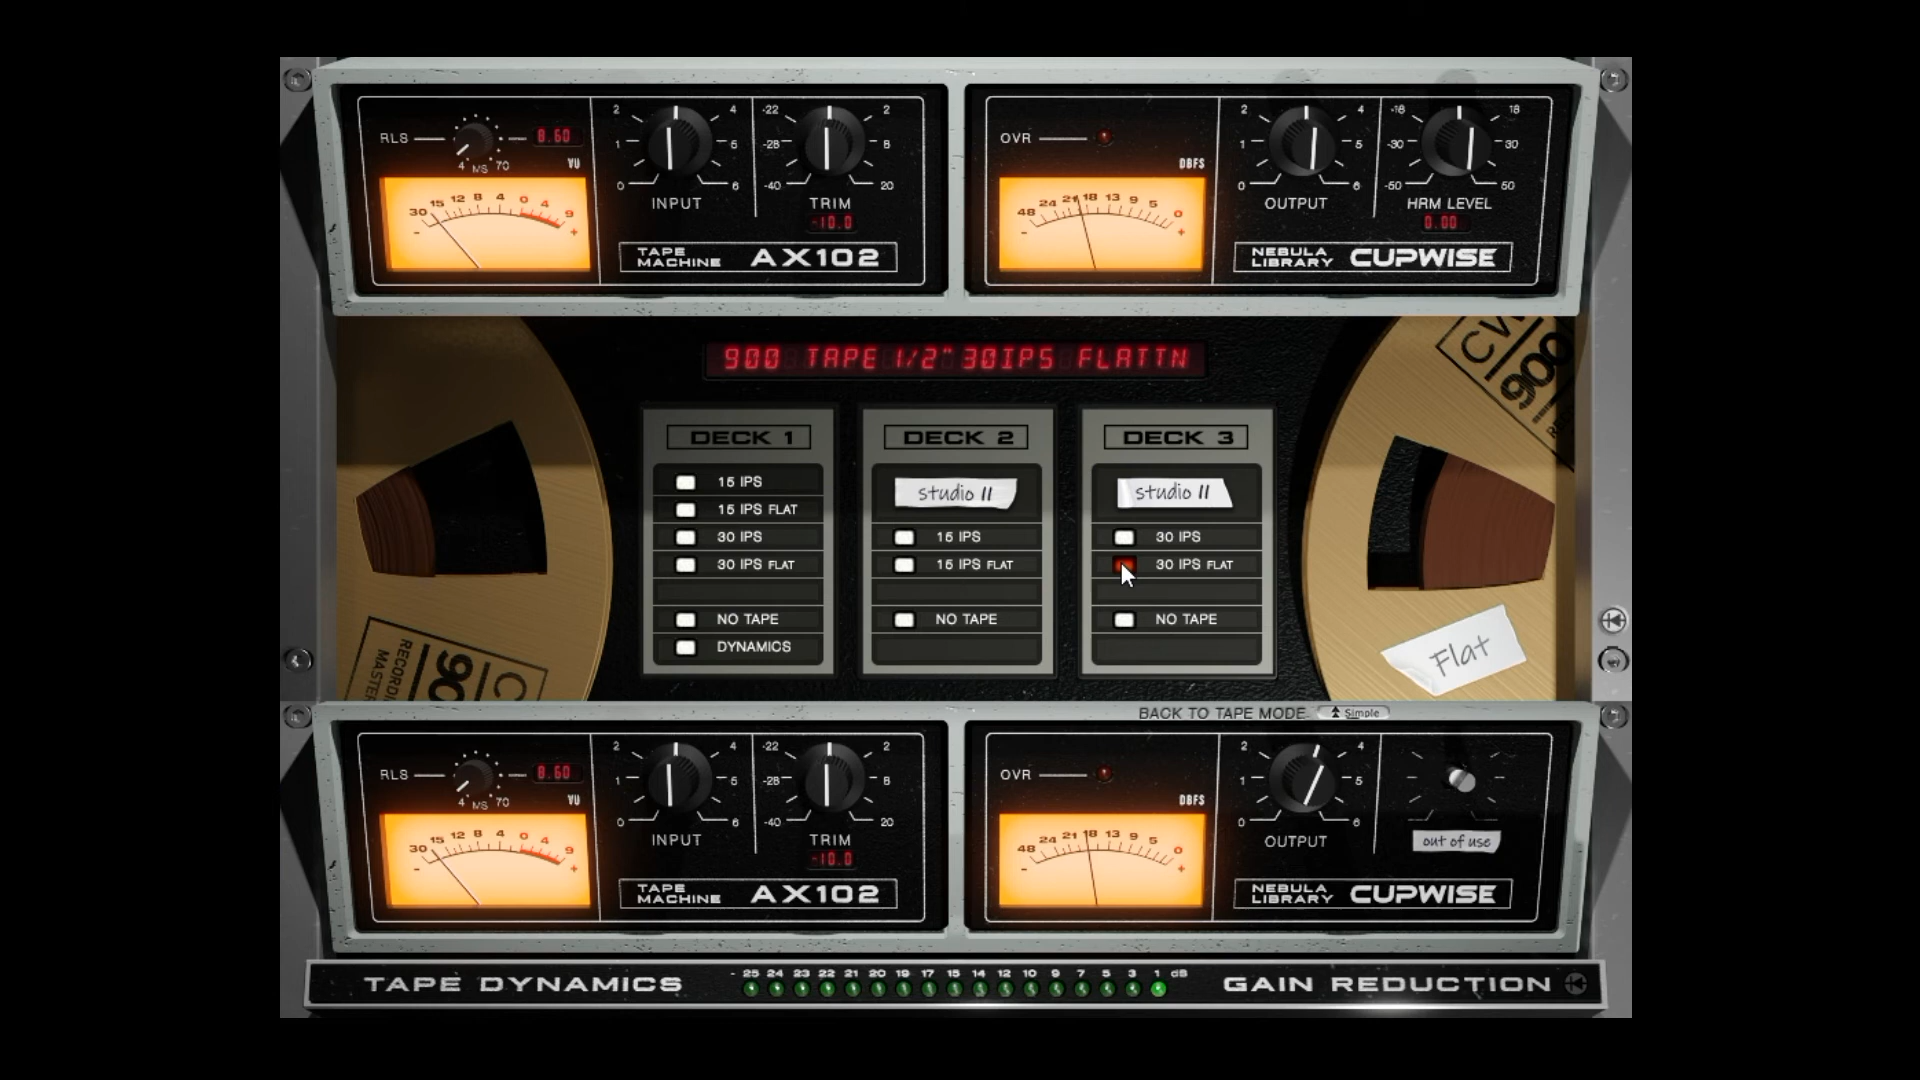 RLS 8.60
4 MS 70 VU
30 15 12 8 4 0 4 9
- +
2 4
1 5
0 6
INPUT
-22 2
-28 8
-40 20
TRIM
-10.0
TAPE MACHINE AX102
OVR
DBFS
48 24 21 18 13 9 5 0
- +
2 4
1 5
0 6
OUTPUT
-18 18
-30 30
-50 50
HRM LEVEL
0.00
NEBULA LIBRARY CUPWISE
900 TAPE 1/2" 30IPS FLATTN
DECK 1
15 IPS
15 IPS FLAT
30 IPS
30 IPS FLAT
NO TAPE
DYNAMICS
DECK 2
studio II
15 IPS
15 IPS FLAT
NO TAPE
DECK 3
studio II
30 IPS
30 IPS FLAT
NO TAPE
900
Flat
BACK TO TAPE MODE Simple
RLS 8.60
4 MS 70 VU
30 15 12 8 4 0 4 9
- +
2 4
1 5
0 6
INPUT
-22 2
-28 8
-40 20
TRIM
-10.0
TAPE MACHINE AX102
OVR
DBFS
48 24 21 18 13 9 5 0
- +
2 4
1 5
0 6
OUTPUT
out of use
NEBULA LIBRARY CUPWISE
TAPE DYNAMICS
- 25 24 23 22 21 20 19 17 15 14 12 10 9 7 5 3 1 dB
GAIN REDUCTION